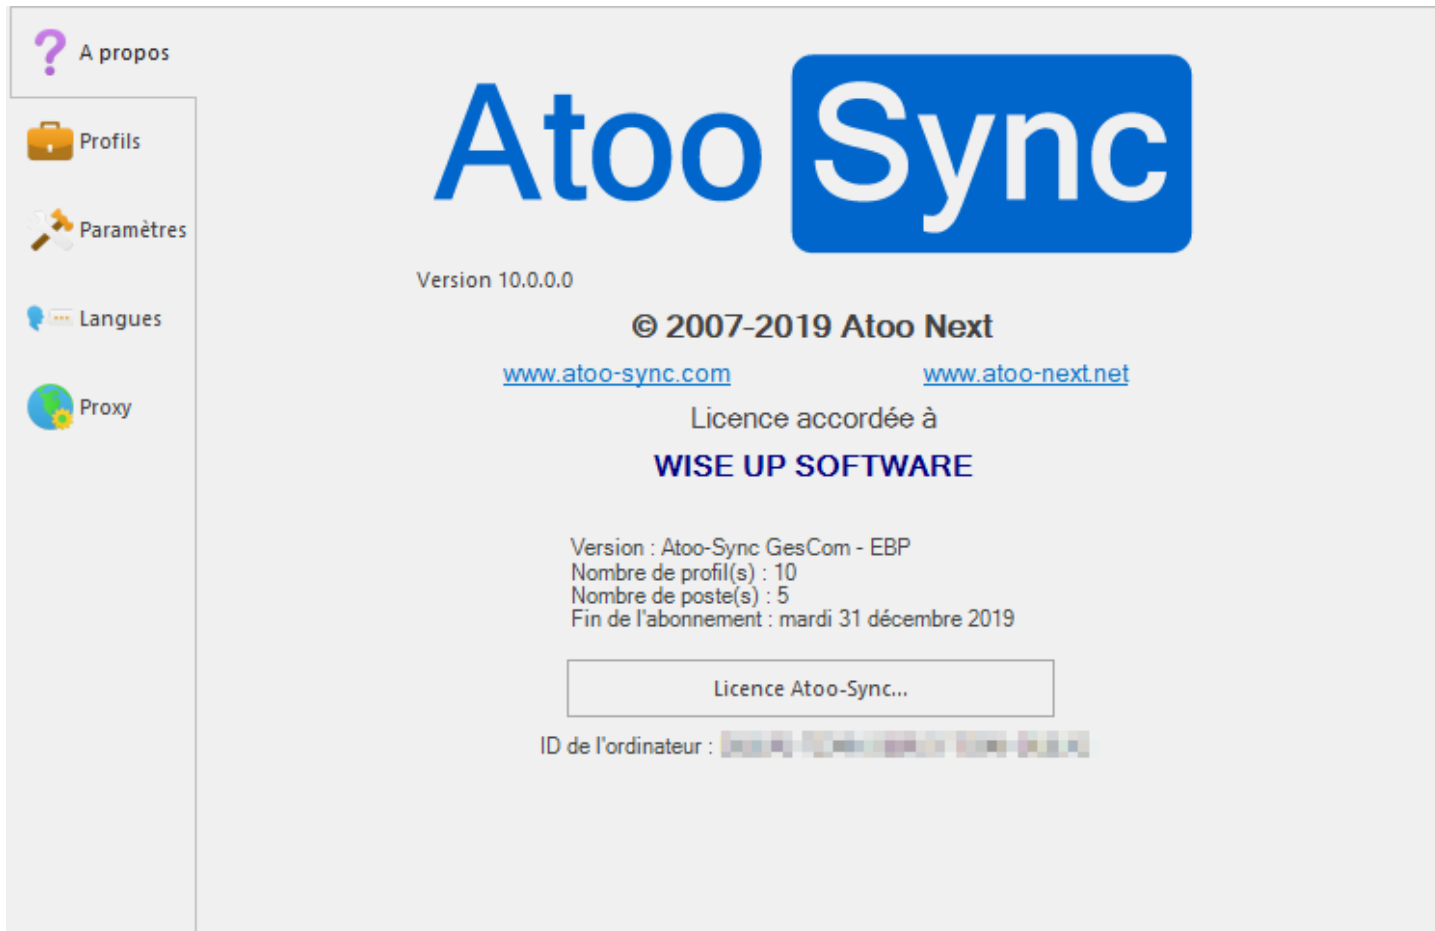 A propos
Profils
Paramètres
Langues
Proxy
Atoo Sync
Version 10.0.0.0
© 2007-2019 Atoo Next
www.atoo-sync.com www.atoo-next.net
Licence accordée à
WISE UP SOFTWARE
Version : Atoo-Sync GesCom - EBP
Nombre de profil(s) : 10
Nombre de poste(s) : 5
Fin de l'abonnement : mardi 31 décembre 2019
Licence Atoo-Sync...
ID de l'ordinateur :